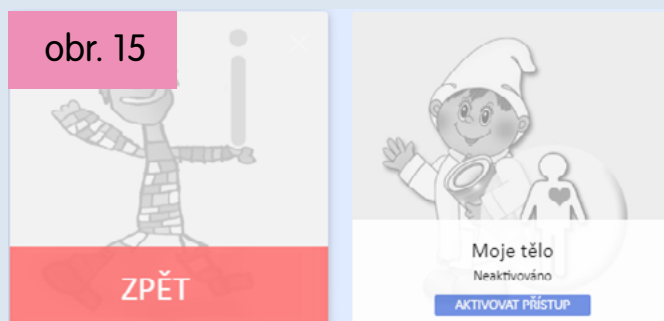 obr. 15
ZPĚT
Moje tělo
Neaktivováno
AKTIVOVAT PŘÍSTUP